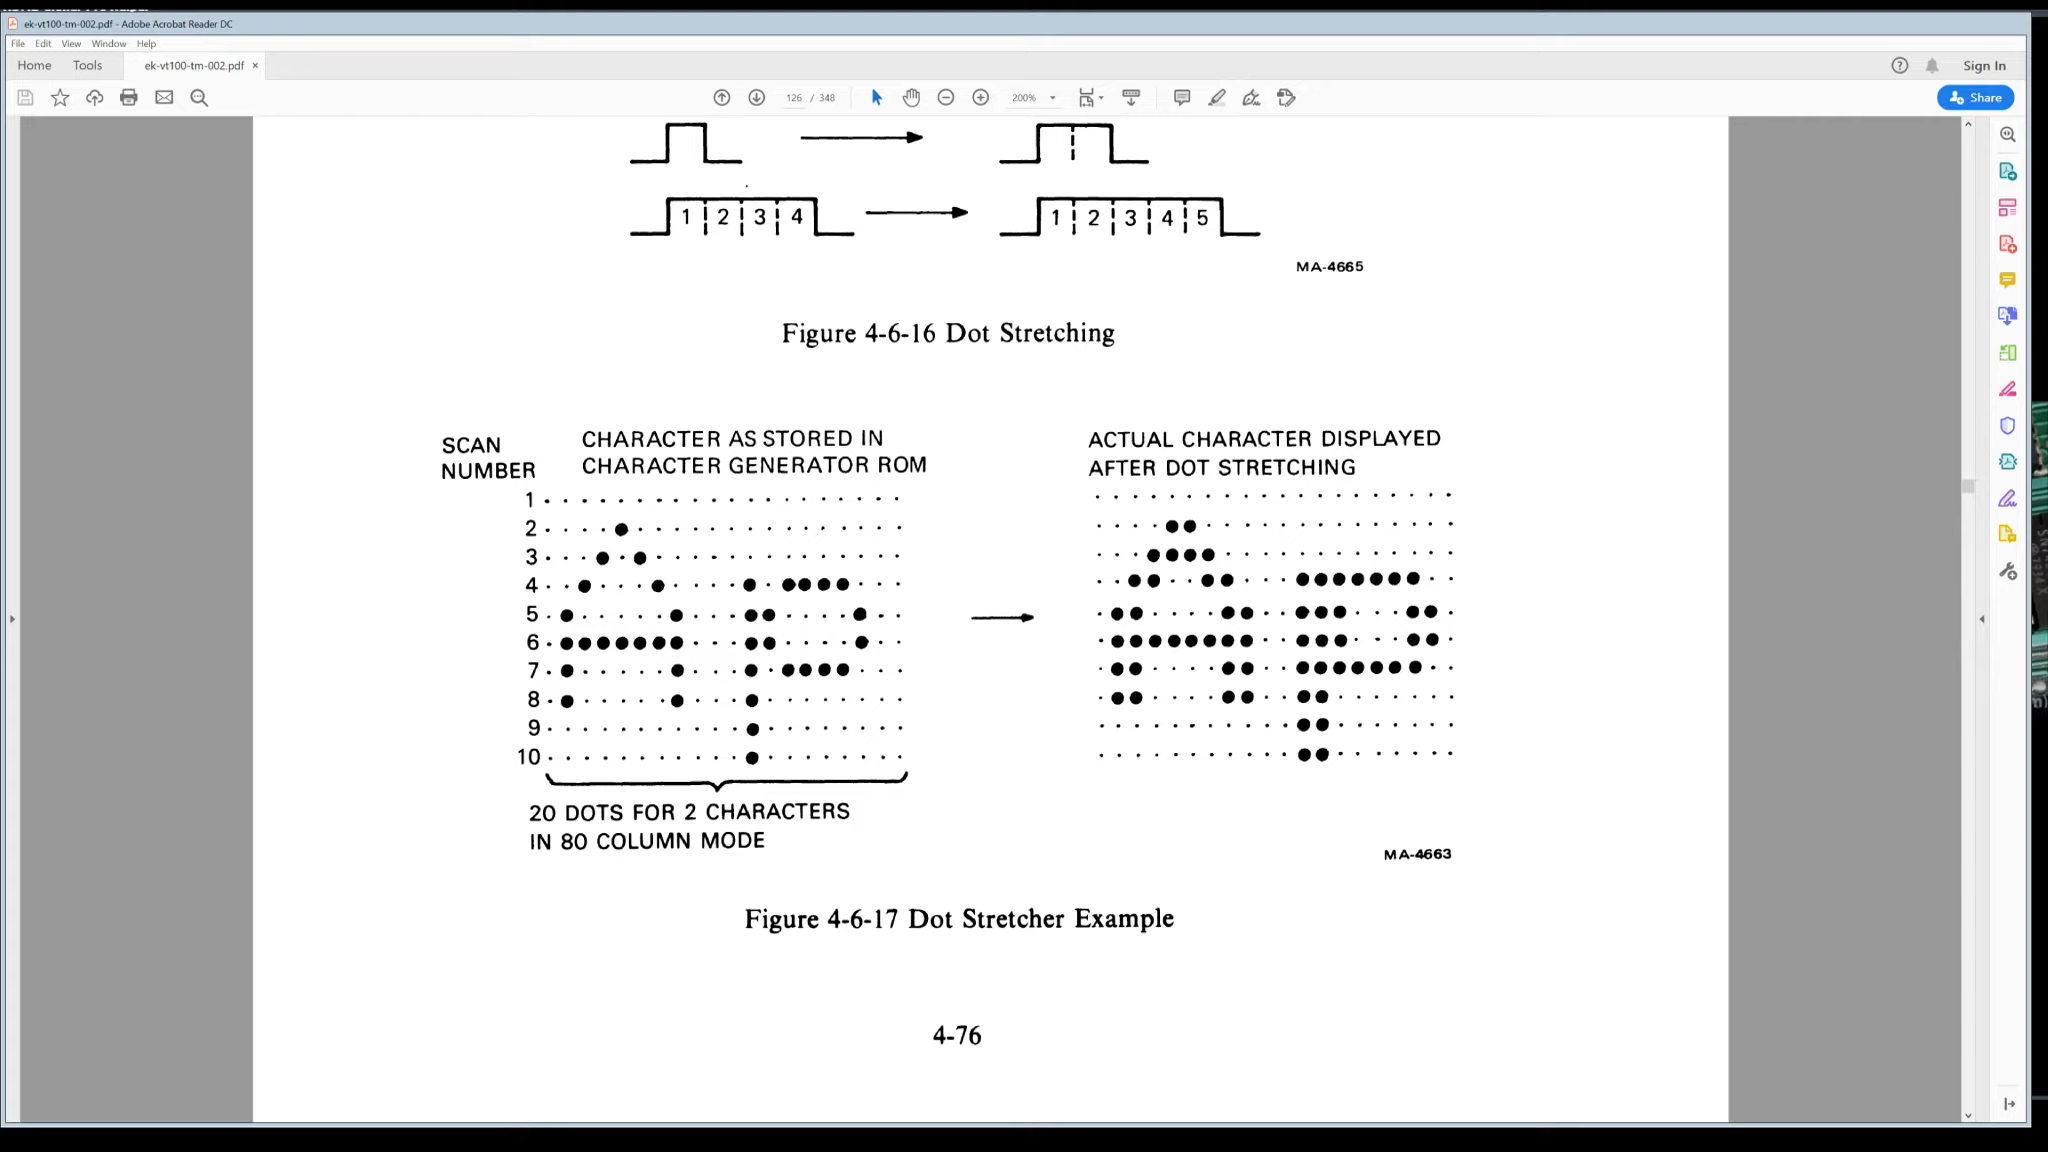 ek-vt100-tm-002.pdf - Adobe Acrobat Reader DC
File Edit View Window Help
Home Tools ek-vt100-tm-002.pdf × Sign In
126 / 348 200% Share
1 2 3 4 1 2 3 4 5
MA-4665
Figure 4-6-16 Dot Stretching
SCAN
NUMBER
CHARACTER AS STORED IN
CHARACTER GENERATOR ROM
ACTUAL CHARACTER DISPLAYED
AFTER DOT STRETCHING
1
2
3
4
5
6
7
8
9
10
20 DOTS FOR 2 CHARACTERS
IN 80 COLUMN MODE
MA-4663
Figure 4-6-17 Dot Stretcher Example
4-76